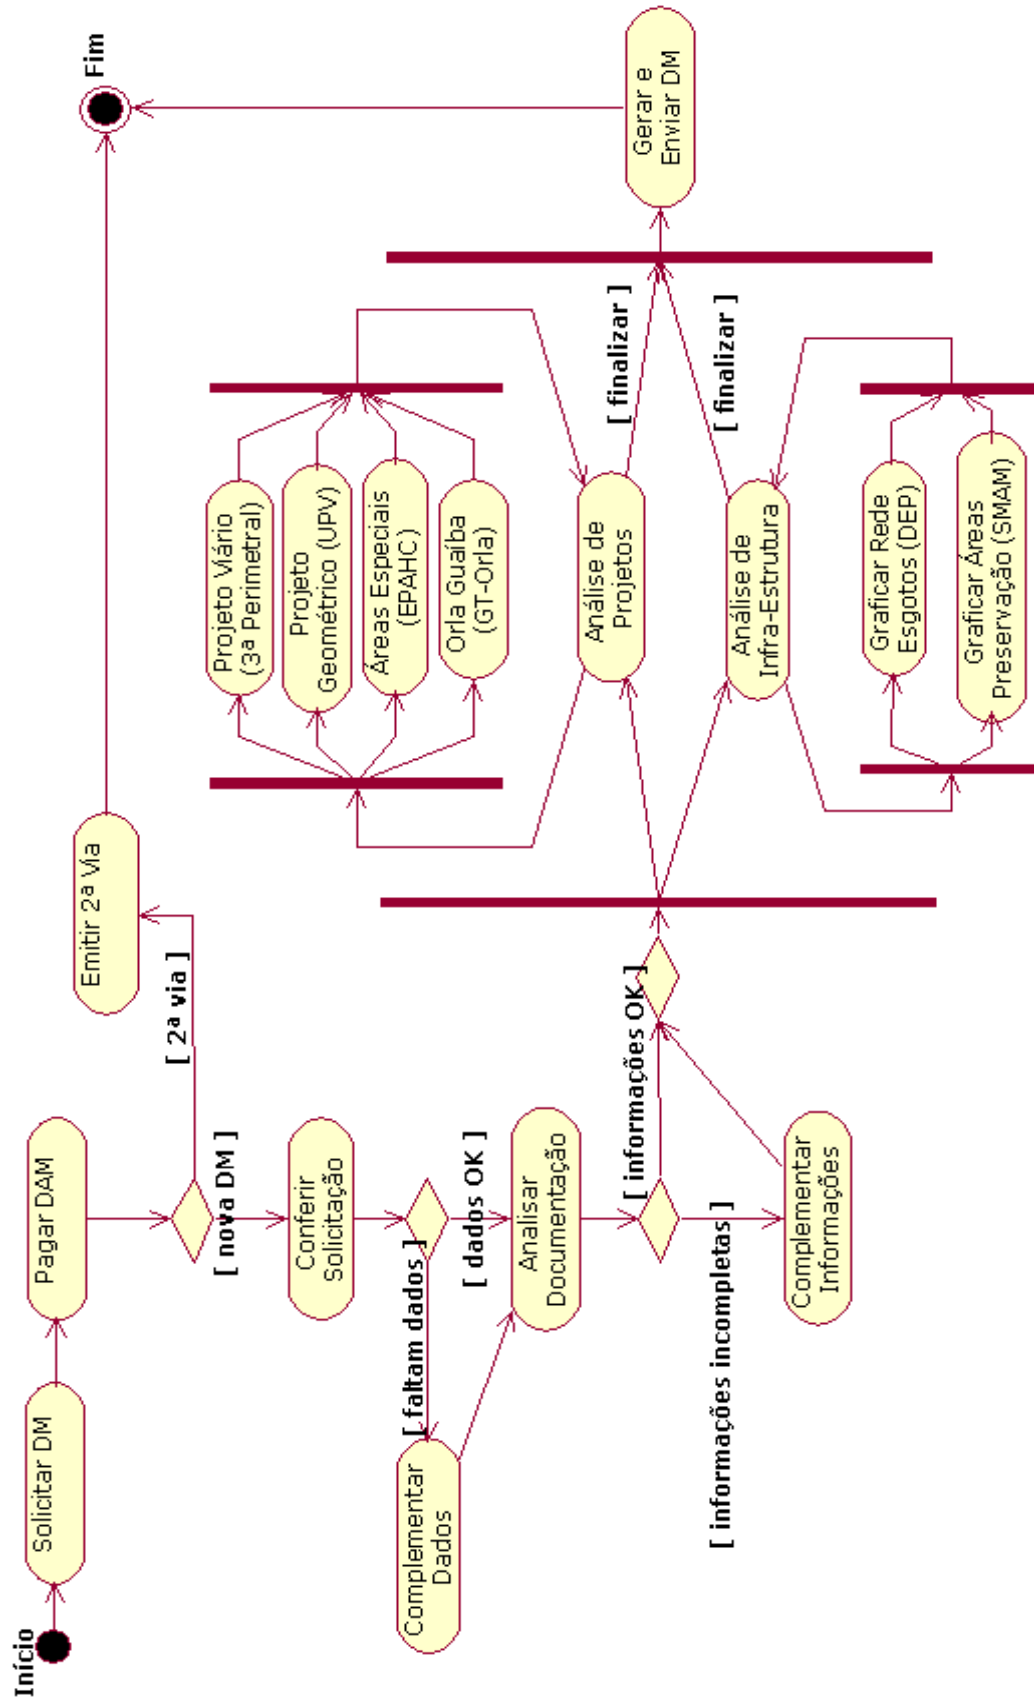 Início
Solicitar DM
Pagar DAM
[ 2ª via ]
Emitir 2ª Via
Fim
[ nova DM ]
Conferir
Solicitação
[ faltam dados ]
Complementar
Dados
[ dados OK ]
Analisar
Documentação
[ informações OK ]
[ informações incompletas ]
Complementar
Informações
Projeto Viário
(3ª Perimetral)
Projeto
Geométrico (UPV)
Áreas Especiais
(EPAHC)
Orla Guaíba
(GT-Orla)
Análise de
Projetos
[ finalizar ]
Análise de
Infra-Estrutura
[ finalizar ]
Graficar Rede
Esgotos (DEP)
Graficar Áreas
Preservação (SMAM)
Gerar e
Enviar DM